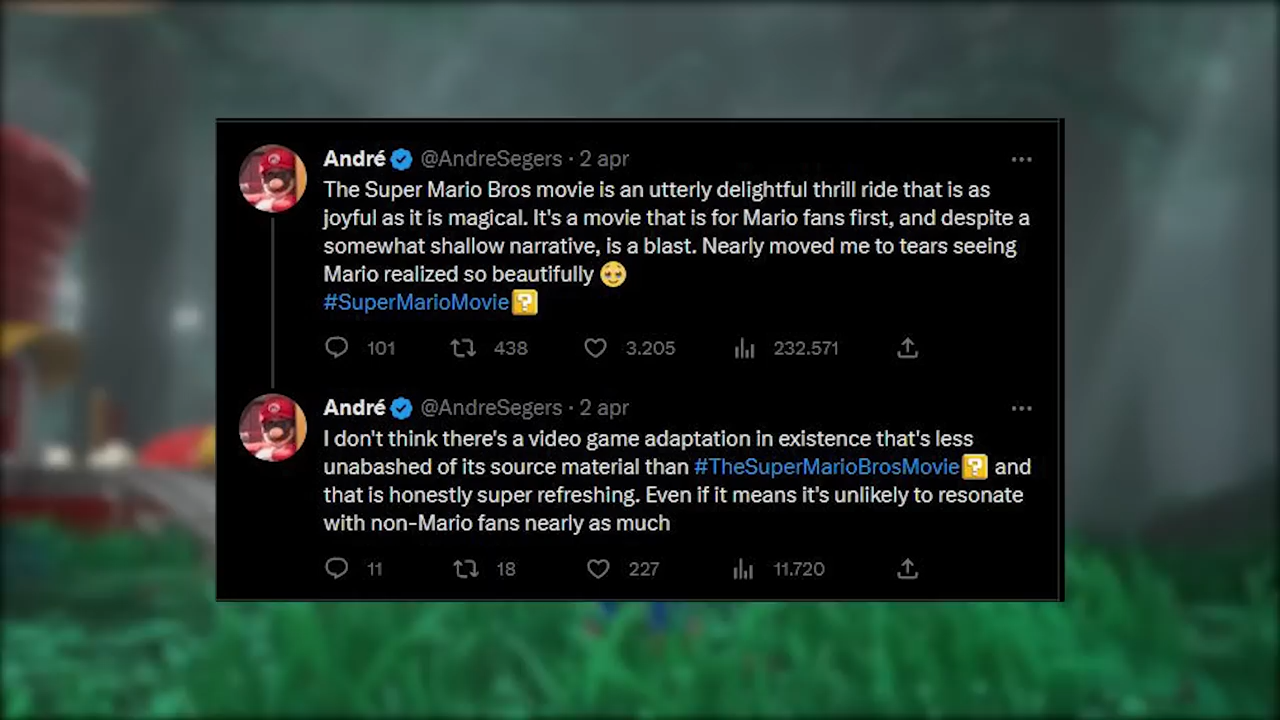 André @AndreSegers · 2 apr
The Super Mario Bros movie is an utterly delightful thrill ride that is as
joyful as it is magical. It's a movie that is for Mario fans first, and despite a
somewhat shallow narrative, is a blast. Nearly moved me to tears seeing
Mario realized so beautifully 🥹
#SuperMarioMovie
101 438 3.205 232.571
André @AndreSegers · 2 apr
I don't think there's a video game adaptation in existence that's less
unabashed of its source material than #TheSuperMarioBrosMovie and
that is honestly super refreshing. Even if it means it's unlikely to resonate
with non-Mario fans nearly as much
11 18 227 11.720